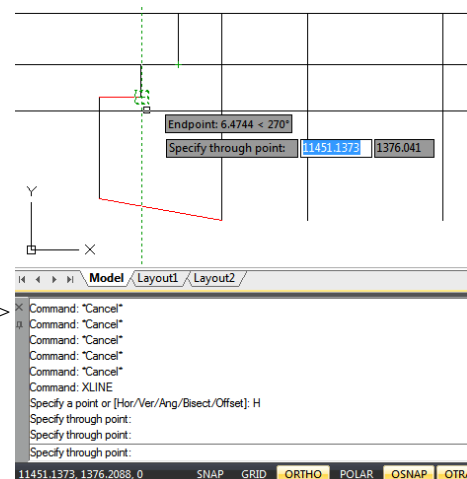 Endpoint: 6.4744 < 270°
Specify through point: 11451.1373 1376.041
Y
X
Model Layout1 Layout2
>
Command: *Cancel*
Command: *Cancel*
Command: *Cancel*
Command: *Cancel*
Command: *Cancel*
Command: XLINE
Specify a point or [Hor/Ver/Ang/Bisect/Offset]: H
Specify through point:
Specify through point:
Specify through point:
11451.1373, 1376.2088, 0 SNAP GRID ORTHO POLAR OSNAP OTRA